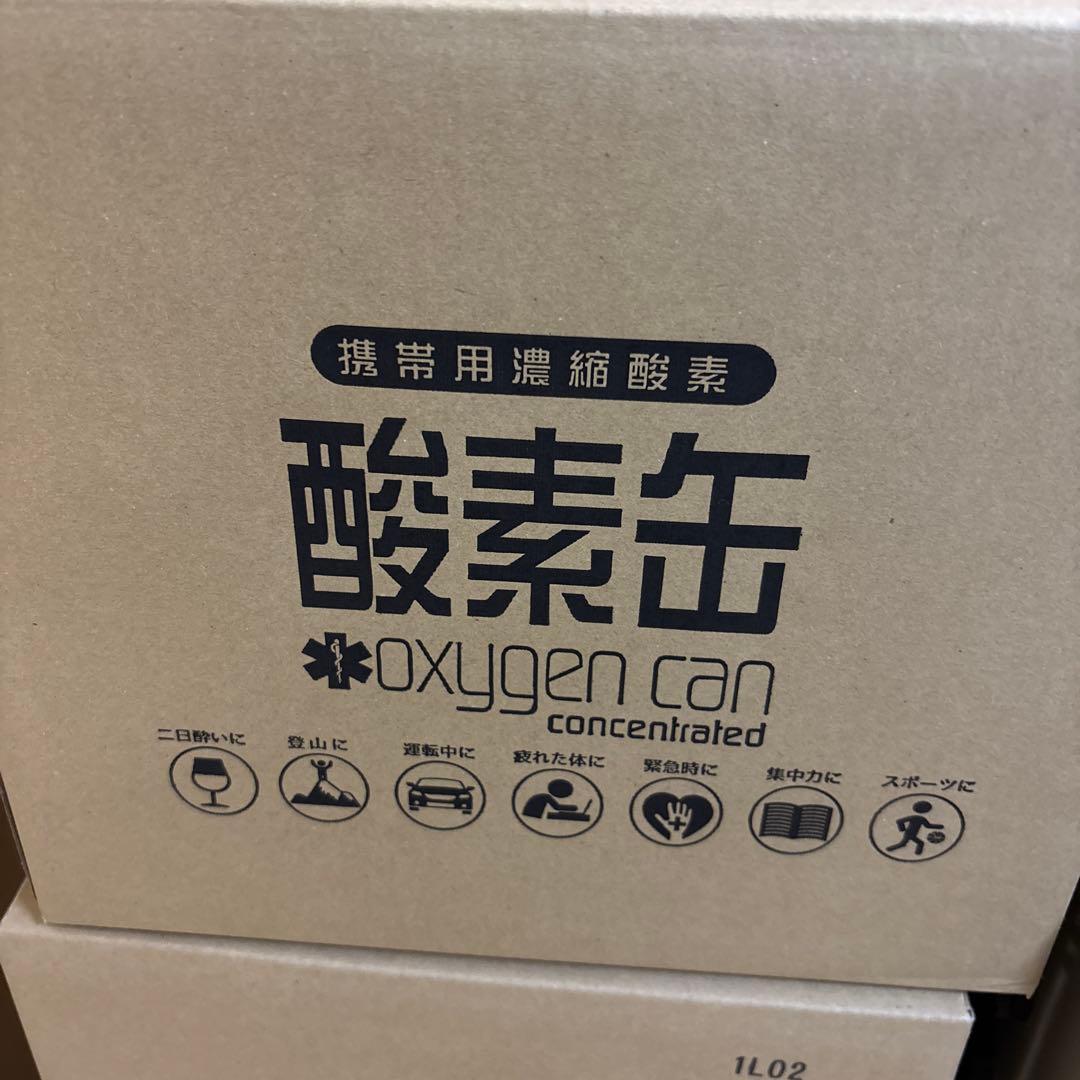 携帯用濃縮酸素
酸素缶
oxygen can
concentrated
二日酔いに
登山に
運転中に
疲れた体に
緊急時に
集中力に
スポーツに
1L02